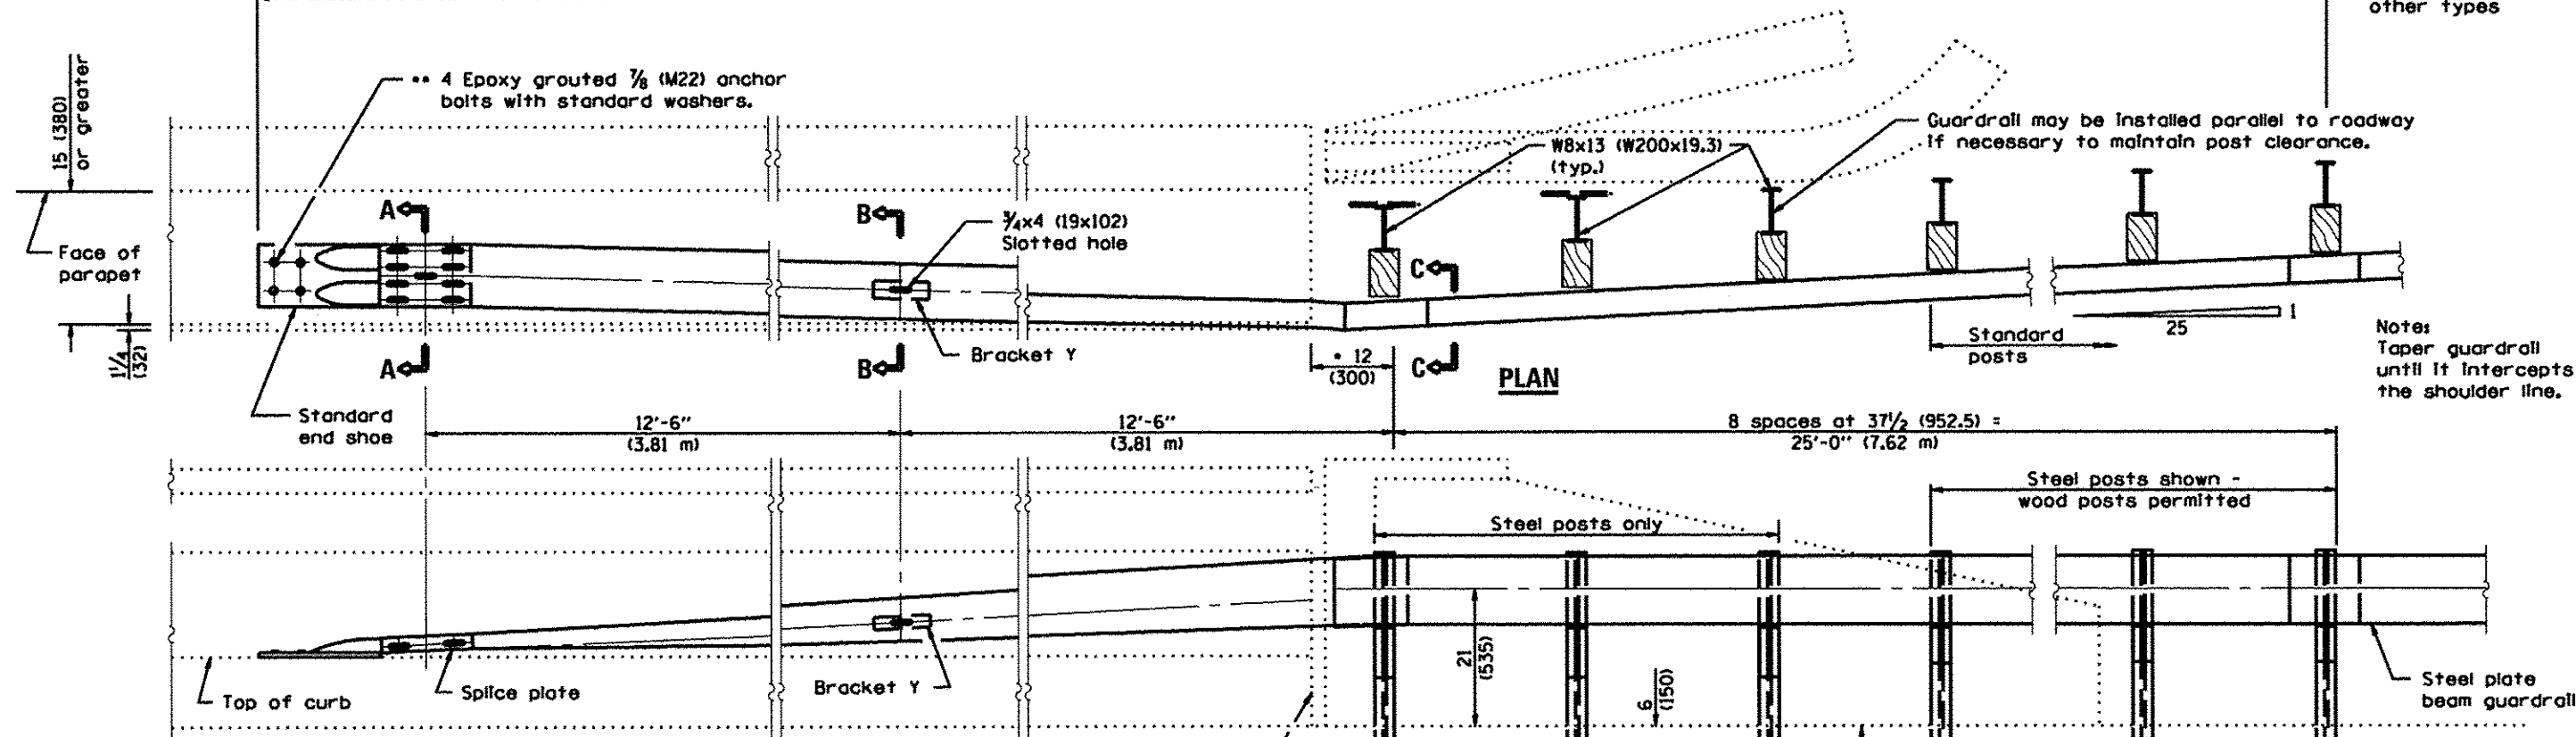 other types
15 (380)
or greater
•• 4 Epoxy grouted 7/8 (M22) anchor
bolts with standard washers.
Guardrail may be installed parallel to roadway
if necessary to maintain post clearance.
W8x13 (W200x19.3)
(typ.)
A
B
3/4x4 (19x102)
Slotted hole
Face of
parapet
C
1 1/4
(32)
Bracket Y
A
B
• 12
(300)
C
PLAN
Standard
posts
25
1
Note:
Taper guardrail
until it intercepts
the shoulder line.
Standard
end shoe
12'-6"
(3.81 m)
12'-6"
(3.81 m)
8 spaces at 37 1/2 (952.5) =
25'-0" (7.62 m)
Steel posts shown -
wood posts permitted
Steel posts only
21
(535)
6
(150)
Top of curb
Splice plate
Bracket Y
Steel plate
beam guardrail